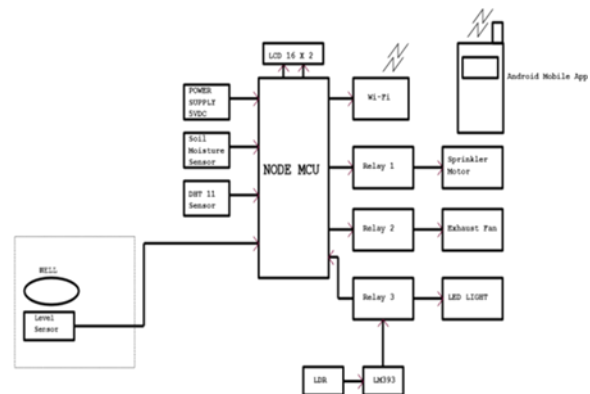 LCD 16 X 2
POWER
SUPPLY
5VDC
Wi-Fi
Android Mobile App
Soil
Moisture
Sensor
NODE MCU
Relay 1
Sprinkler
Motor
DHT 11
Sensor
Relay 2
Exhaust Fan
WELL
Level
Sensor
Relay 3
LED LIGHT
LDR
LM393